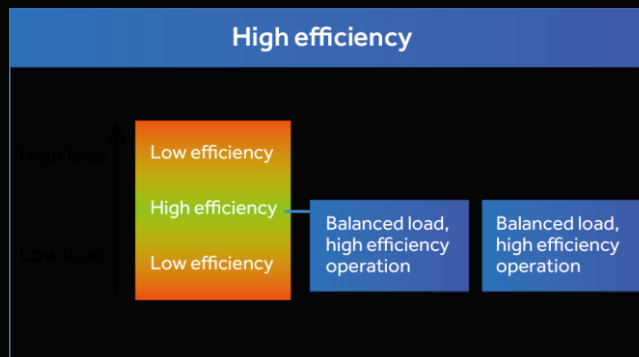 High efficiency
High load
Low efficiency
High efficiency
Low load
Low efficiency
Balanced load,
high efficiency
operation
Balanced load,
high efficiency
operation